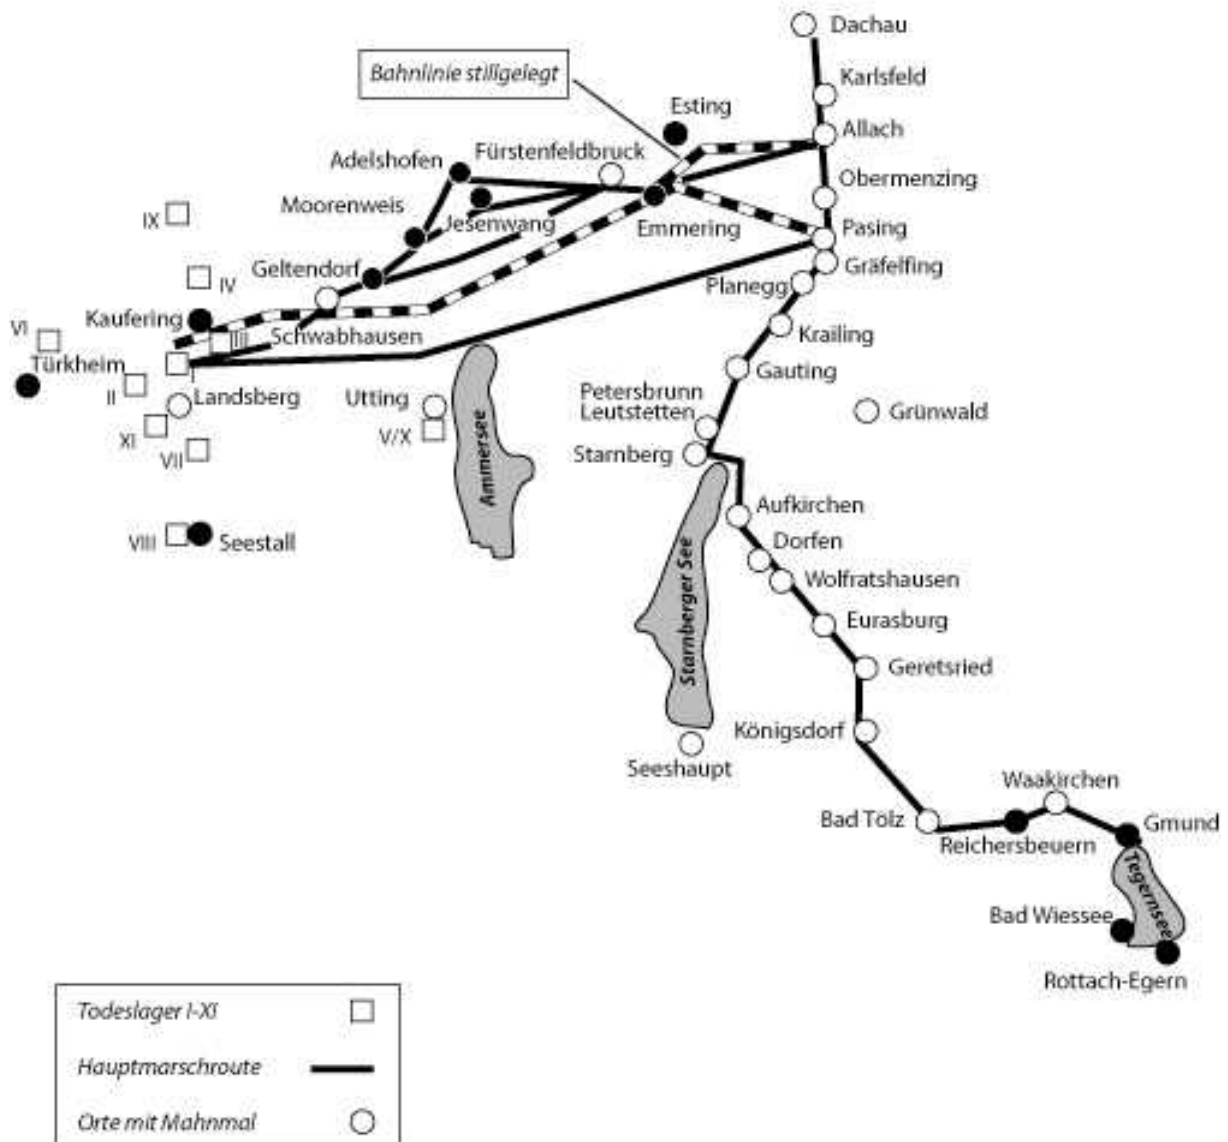 Dachau
Bahnlinie stillgelegt
Karlsfeld
Esting
Allach
Fürstenfeldbruck
Adelshofen
Obermenzing
Moorenweis
IX
Jesenwang
Emmering
Pasing
Geltendorf
Gräfelfing
IV
Planegg
Kaufering
VI
III
Schwabhausen
Krailing
Türkheim
I
Gauting
II
Landsberg
Utting
Petersbrunn
Leutstetten
Grünwald
XI
V/X
VII
Starnberg
Ammersee
Aufkirchen
VIII
Seestall
Dorfen
Wolfratshausen
Starnberger See
Eurasburg
Geretsried
Königsdorf
Seeshaupt
Waakirchen
Bad Tölz
Gmund
Reichersbeuern
Tegernsee
Bad Wiessee
Rottach-Egern
Todeslager I-XI
Hauptmarschroute
Orte mit Mahnmal